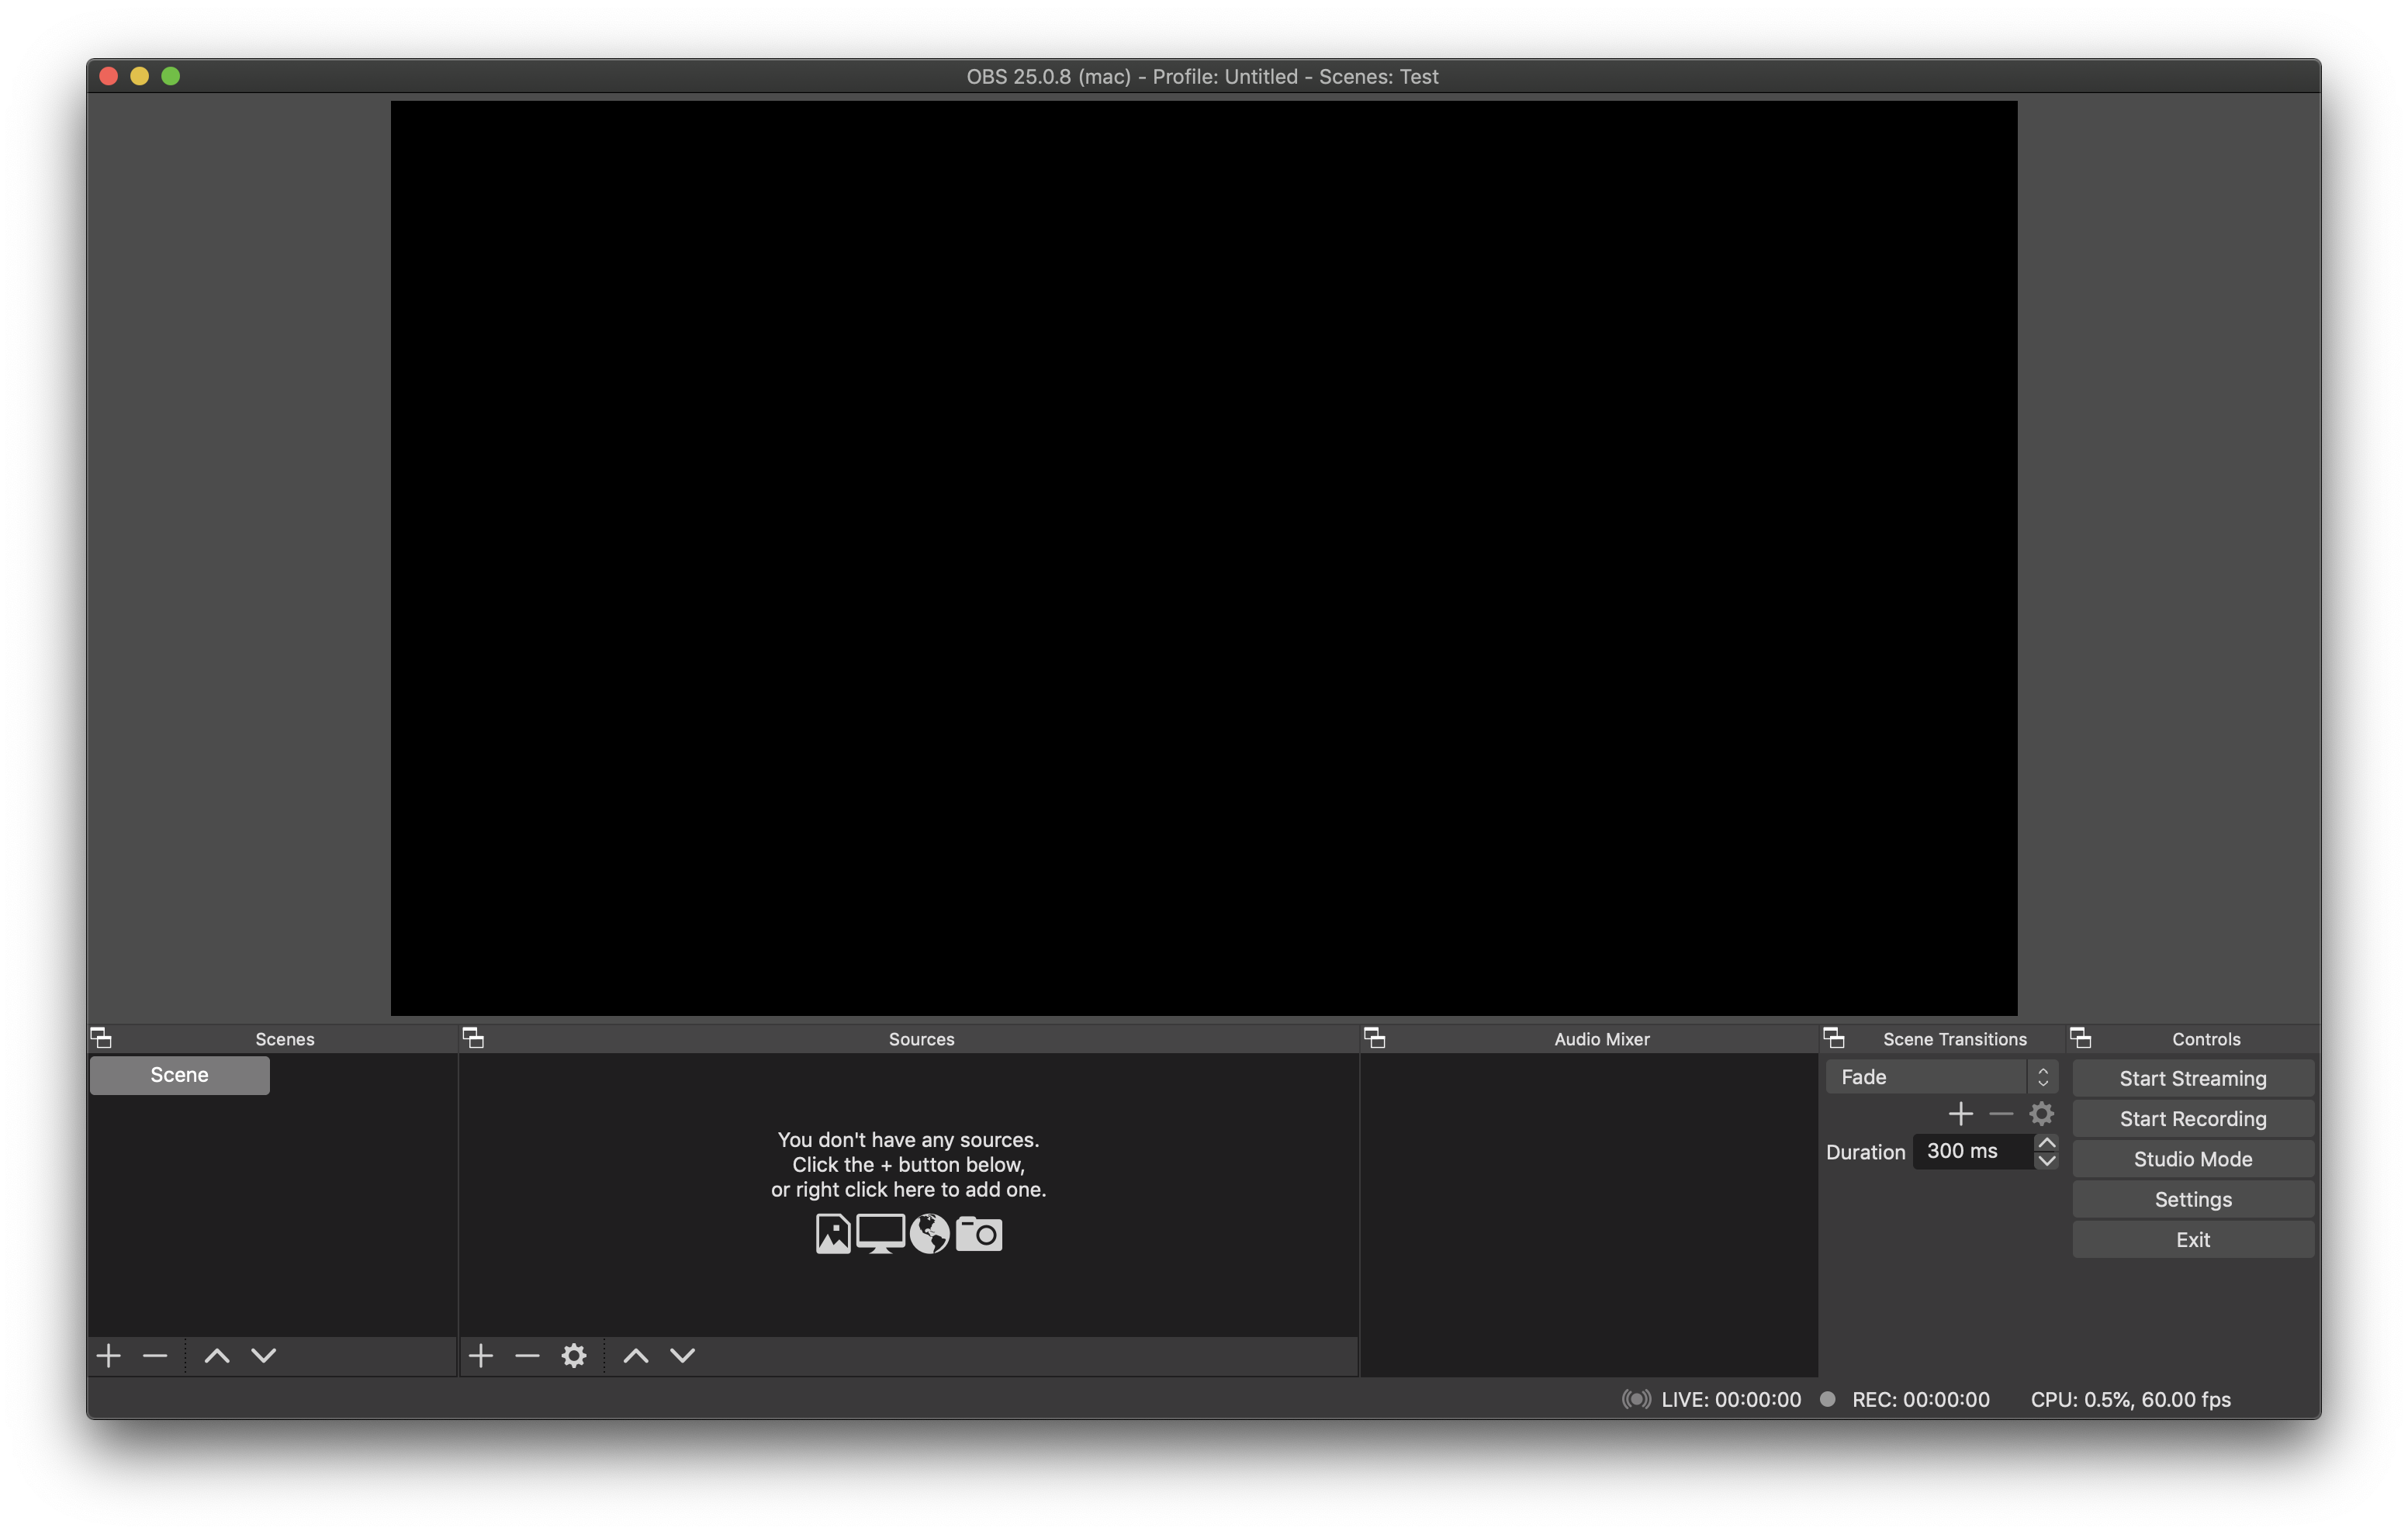 OBS 25.0.8 (mac) - Profile: Untitled - Scenes: Test
Scenes
Sources
Audio Mixer
Scene Transitions
Controls
Scene
You don't have any sources.
Click the + button below,
or right click here to add one.
Fade
Duration 300 ms
Start Streaming
Start Recording
Studio Mode
Settings
Exit
LIVE: 00:00:00 REC: 00:00:00 CPU: 0.5%, 60.00 fps